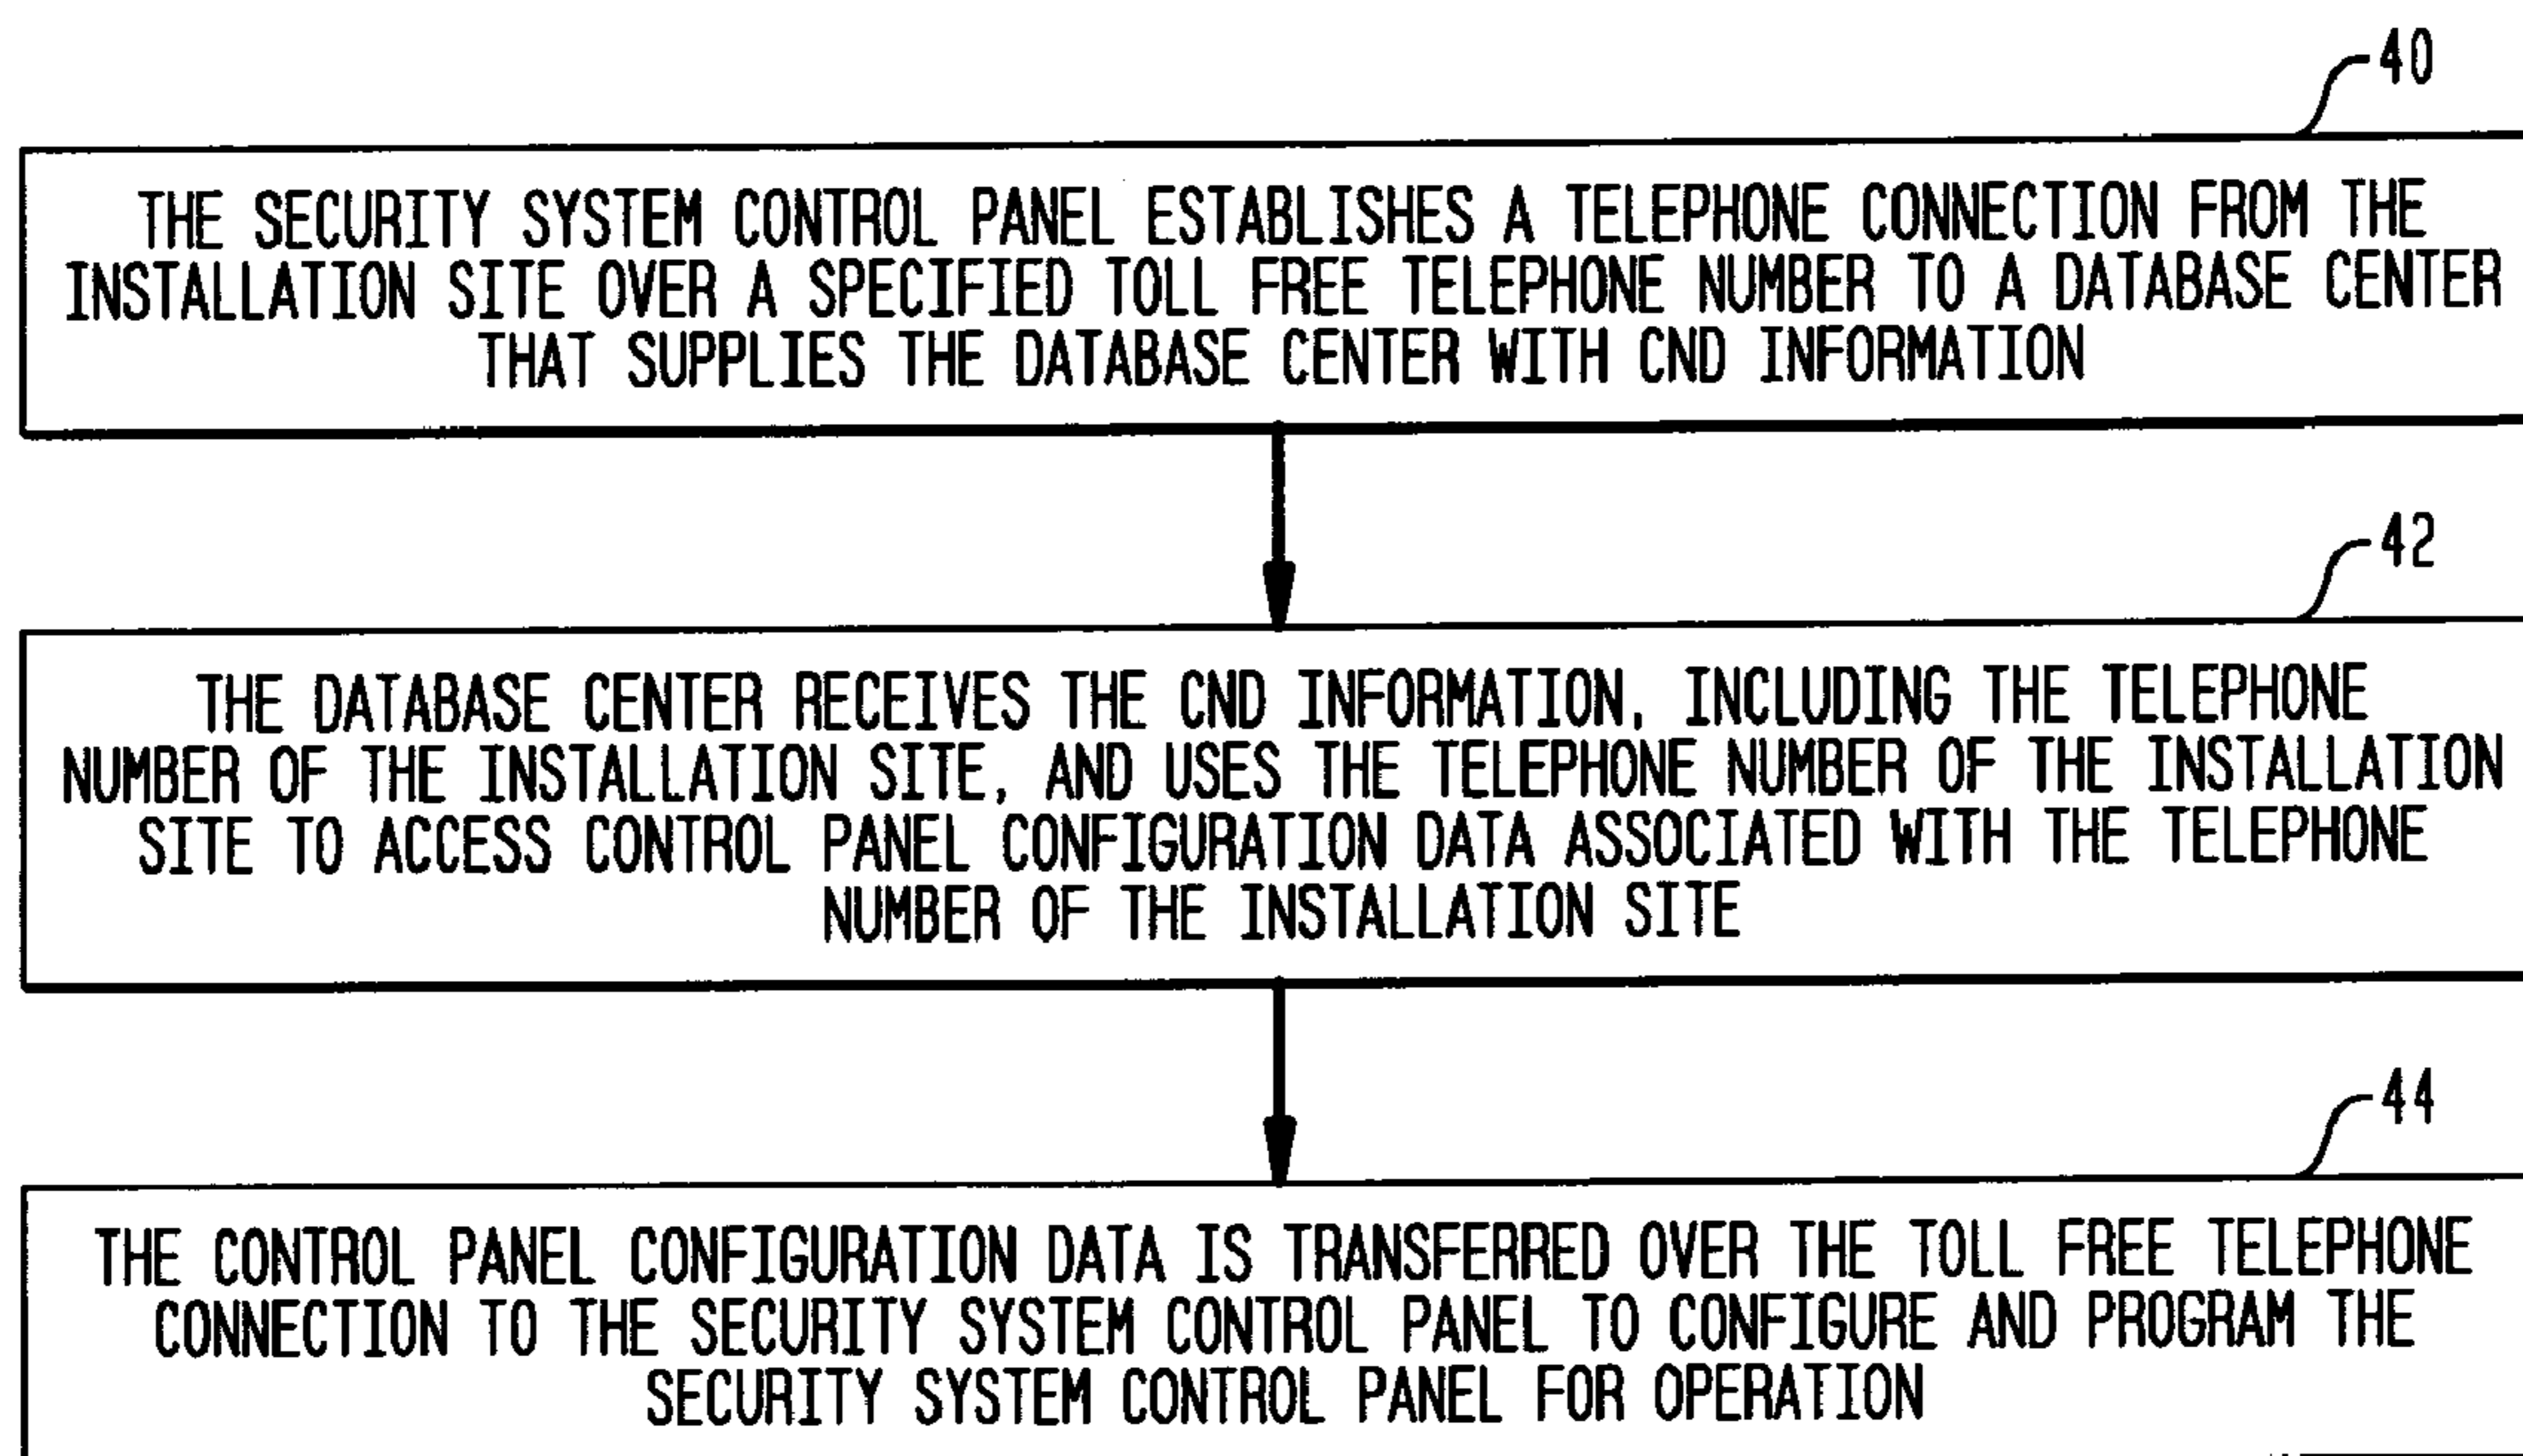 40
THE SECURITY SYSTEM CONTROL PANEL ESTABLISHES A TELEPHONE CONNECTION FROM THE
INSTALLATION SITE OVER A SPECIFIED TOLL FREE TELEPHONE NUMBER TO A DATABASE CENTER
THAT SUPPLIES THE DATABASE CENTER WITH CND INFORMATION
42
THE DATABASE CENTER RECEIVES THE CND INFORMATION, INCLUDING THE TELEPHONE
NUMBER OF THE INSTALLATION SITE, AND USES THE TELEPHONE NUMBER OF THE INSTALLATION
SITE TO ACCESS CONTROL PANEL CONFIGURATION DATA ASSOCIATED WITH THE TELEPHONE
NUMBER OF THE INSTALLATION SITE
44
THE CONTROL PANEL CONFIGURATION DATA IS TRANSFERRED OVER THE TOLL FREE TELEPHONE
CONNECTION TO THE SECURITY SYSTEM CONTROL PANEL TO CONFIGURE AND PROGRAM THE
SECURITY SYSTEM CONTROL PANEL FOR OPERATION